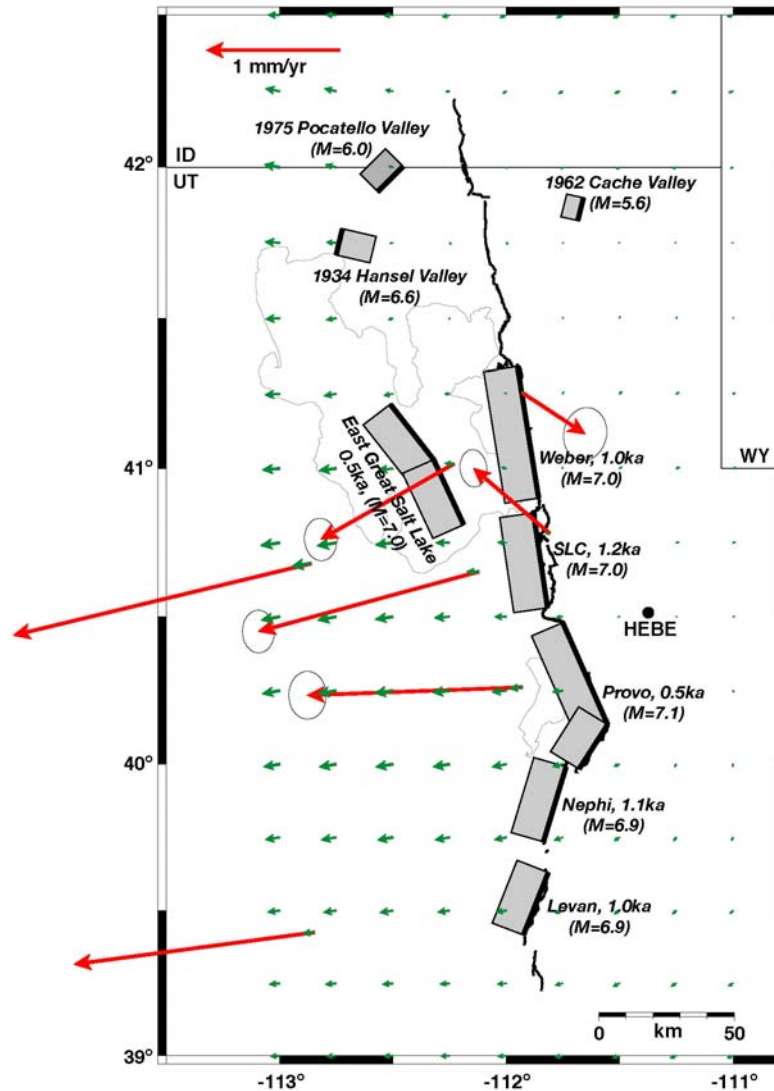 1 mm/yr
1975 Pocatello Valley
(M=6.0)
42°
ID
UT
1962 Cache Valley
(M=5.6)
1934 Hansel Valley
(M=6.6)
41°
East Great Salt Lake
0.5ka, (M=7.0)
Weber, 1.0ka
(M=7.0)
WY
SLC, 1.2ka
(M=7.0)
HEBE
Provo, 0.5ka
(M=7.1)
40°
Nephi, 1.1ka
(M=6.9)
Levan, 1.0ka
(M=6.9)
0 km 50
39°
-113° -112° -111°